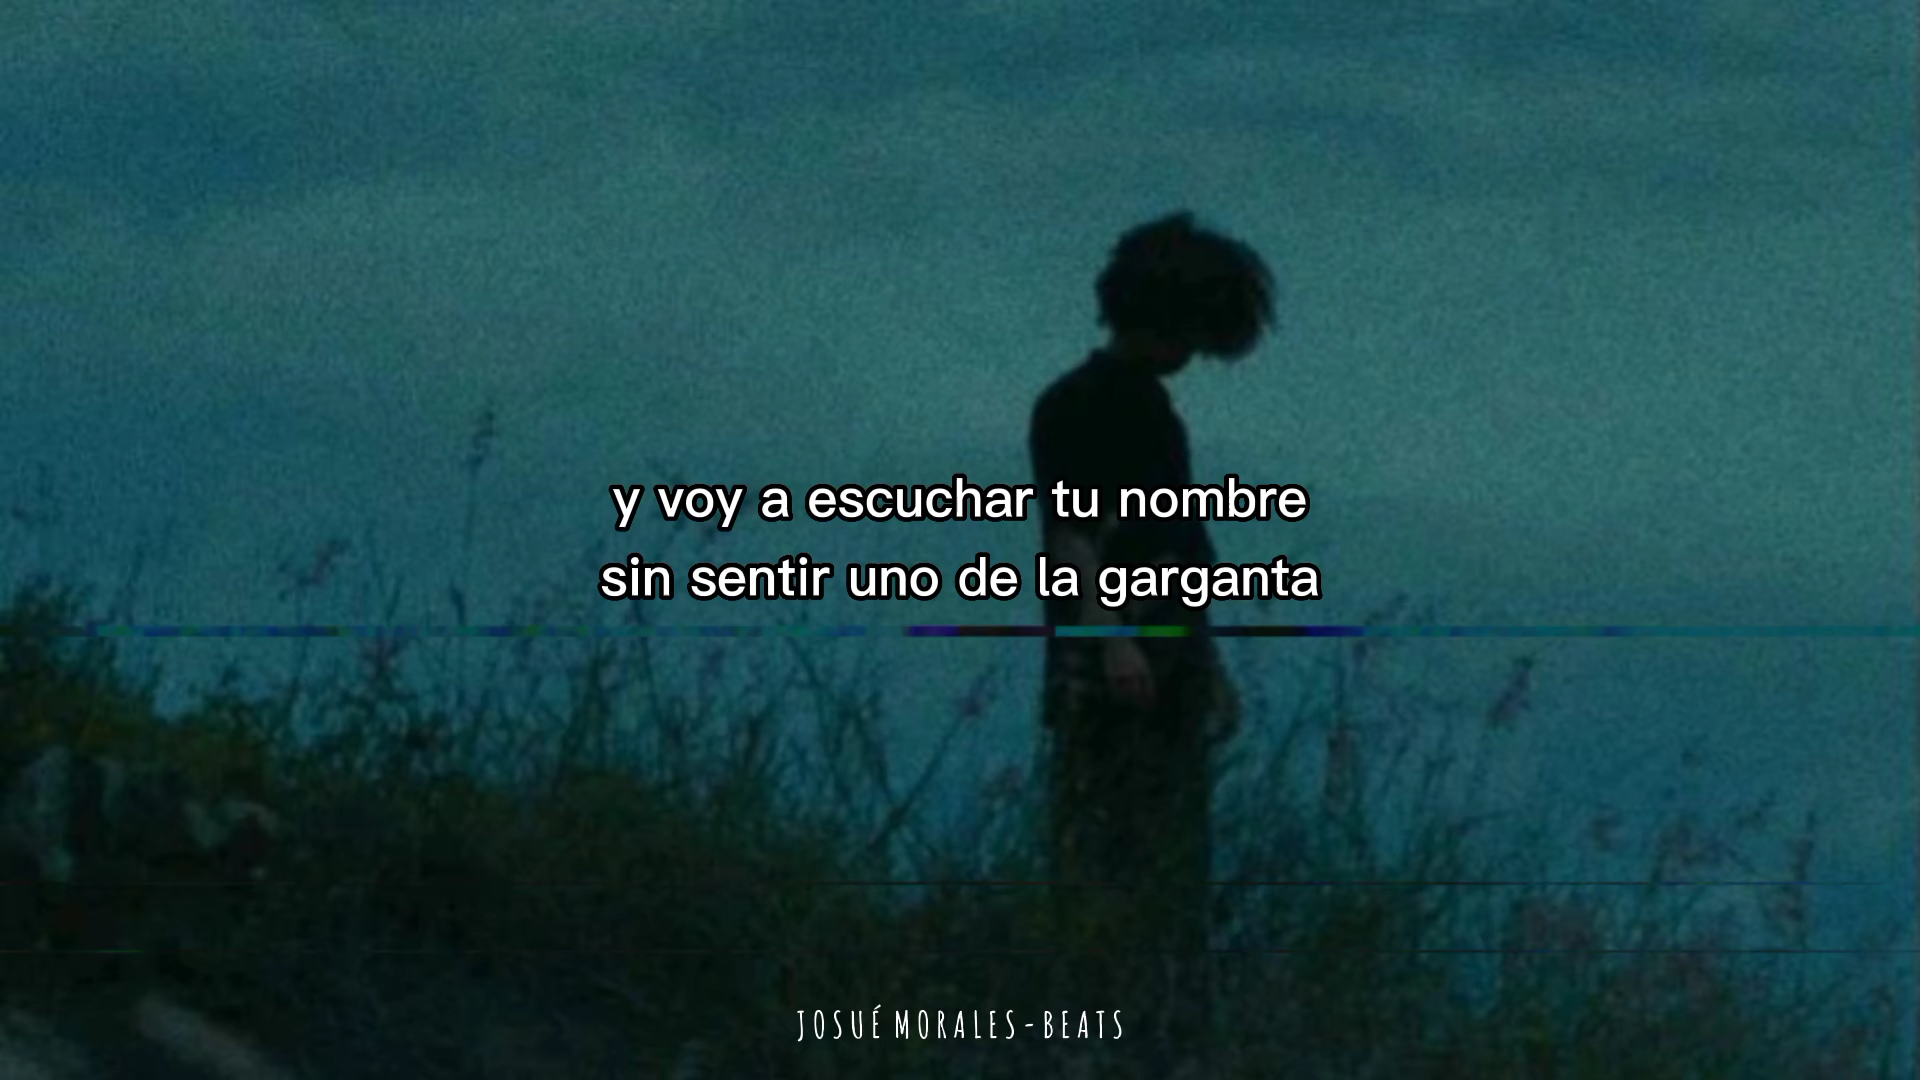 y voy a escuchar tu nombre
sin sentir uno de la garganta
JOSUÉ MORALES-BEATS